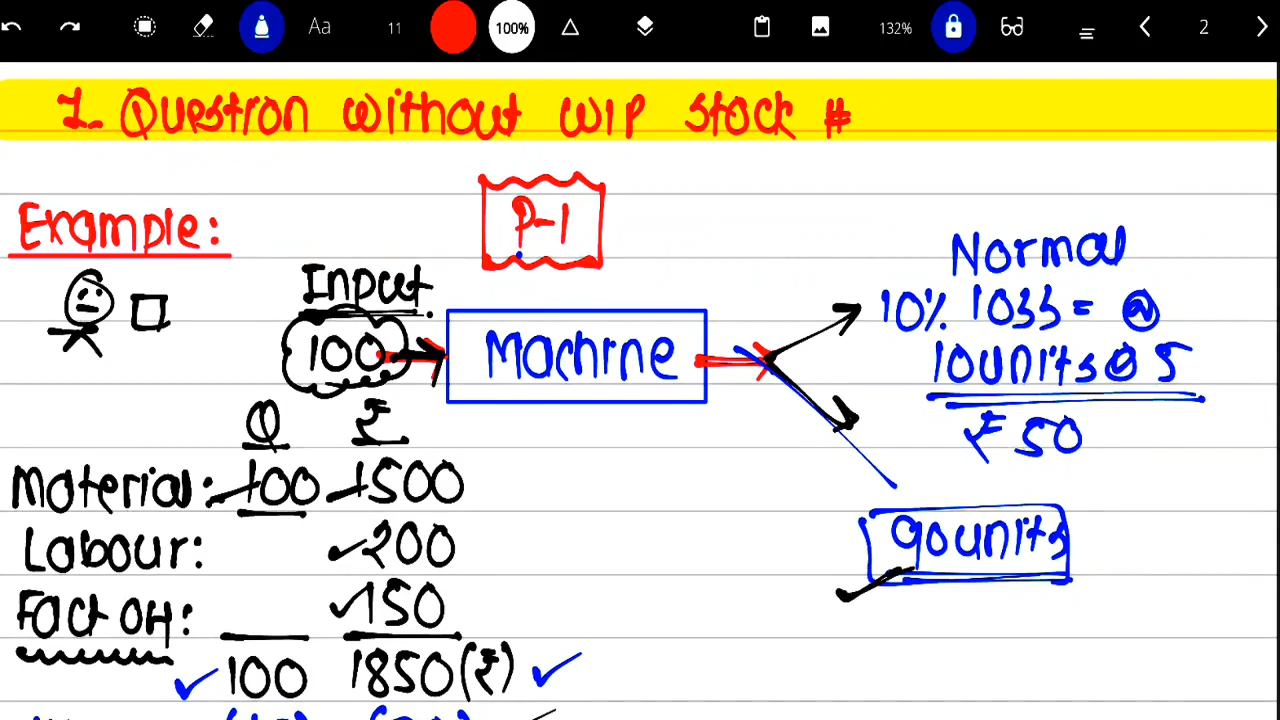 Aa 11 100% 132% 2
1- Question without WIP stock #
P-1
Example:
Input
100
Machine
Normal
10% loss = @
10units @ 5
₹ 50
90units
Q ₹
Material: 100 1500
Labour: 200
Fact OH: 150
100 1850(₹)